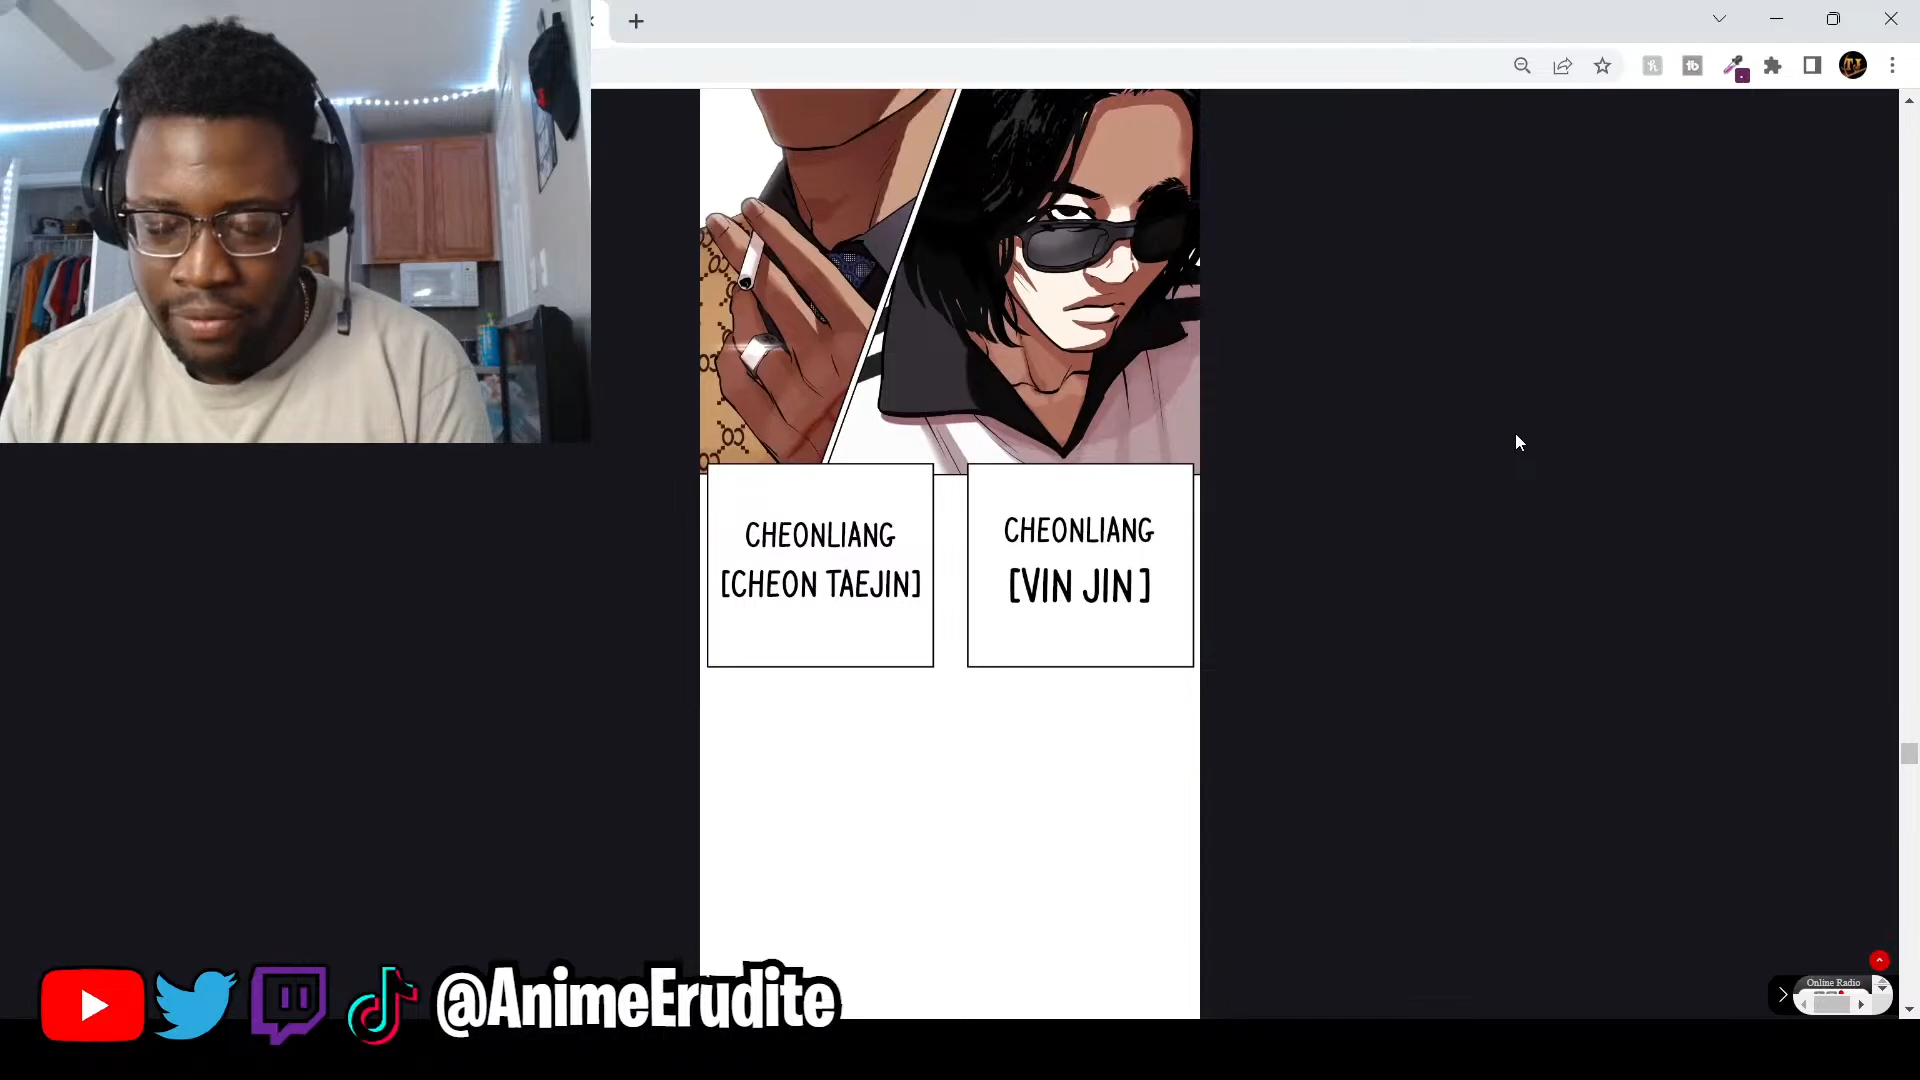 CHEONLIANG
[CHEON TAEJIN]
CHEONLIANG
[VIN JIN]
@AnimeErudite
Online Radio